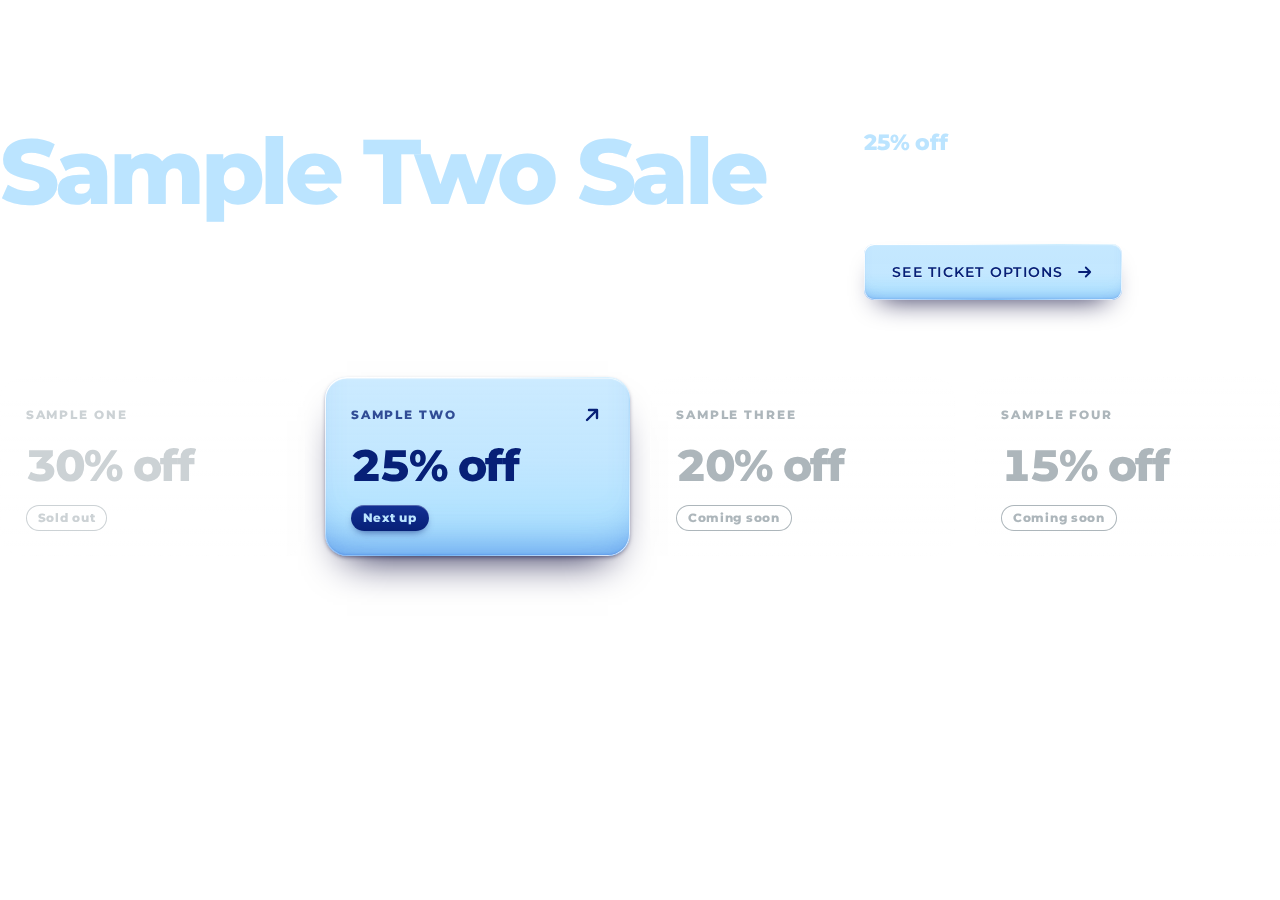 Sample Two Sale
25% off
SEE TICKET OPTIONS
SAMPLE ONE
30% off
Sold out
SAMPLE TWO
25% off
Next up
SAMPLE THREE
20% off
Coming soon
SAMPLE FOUR
15% off
Coming soon